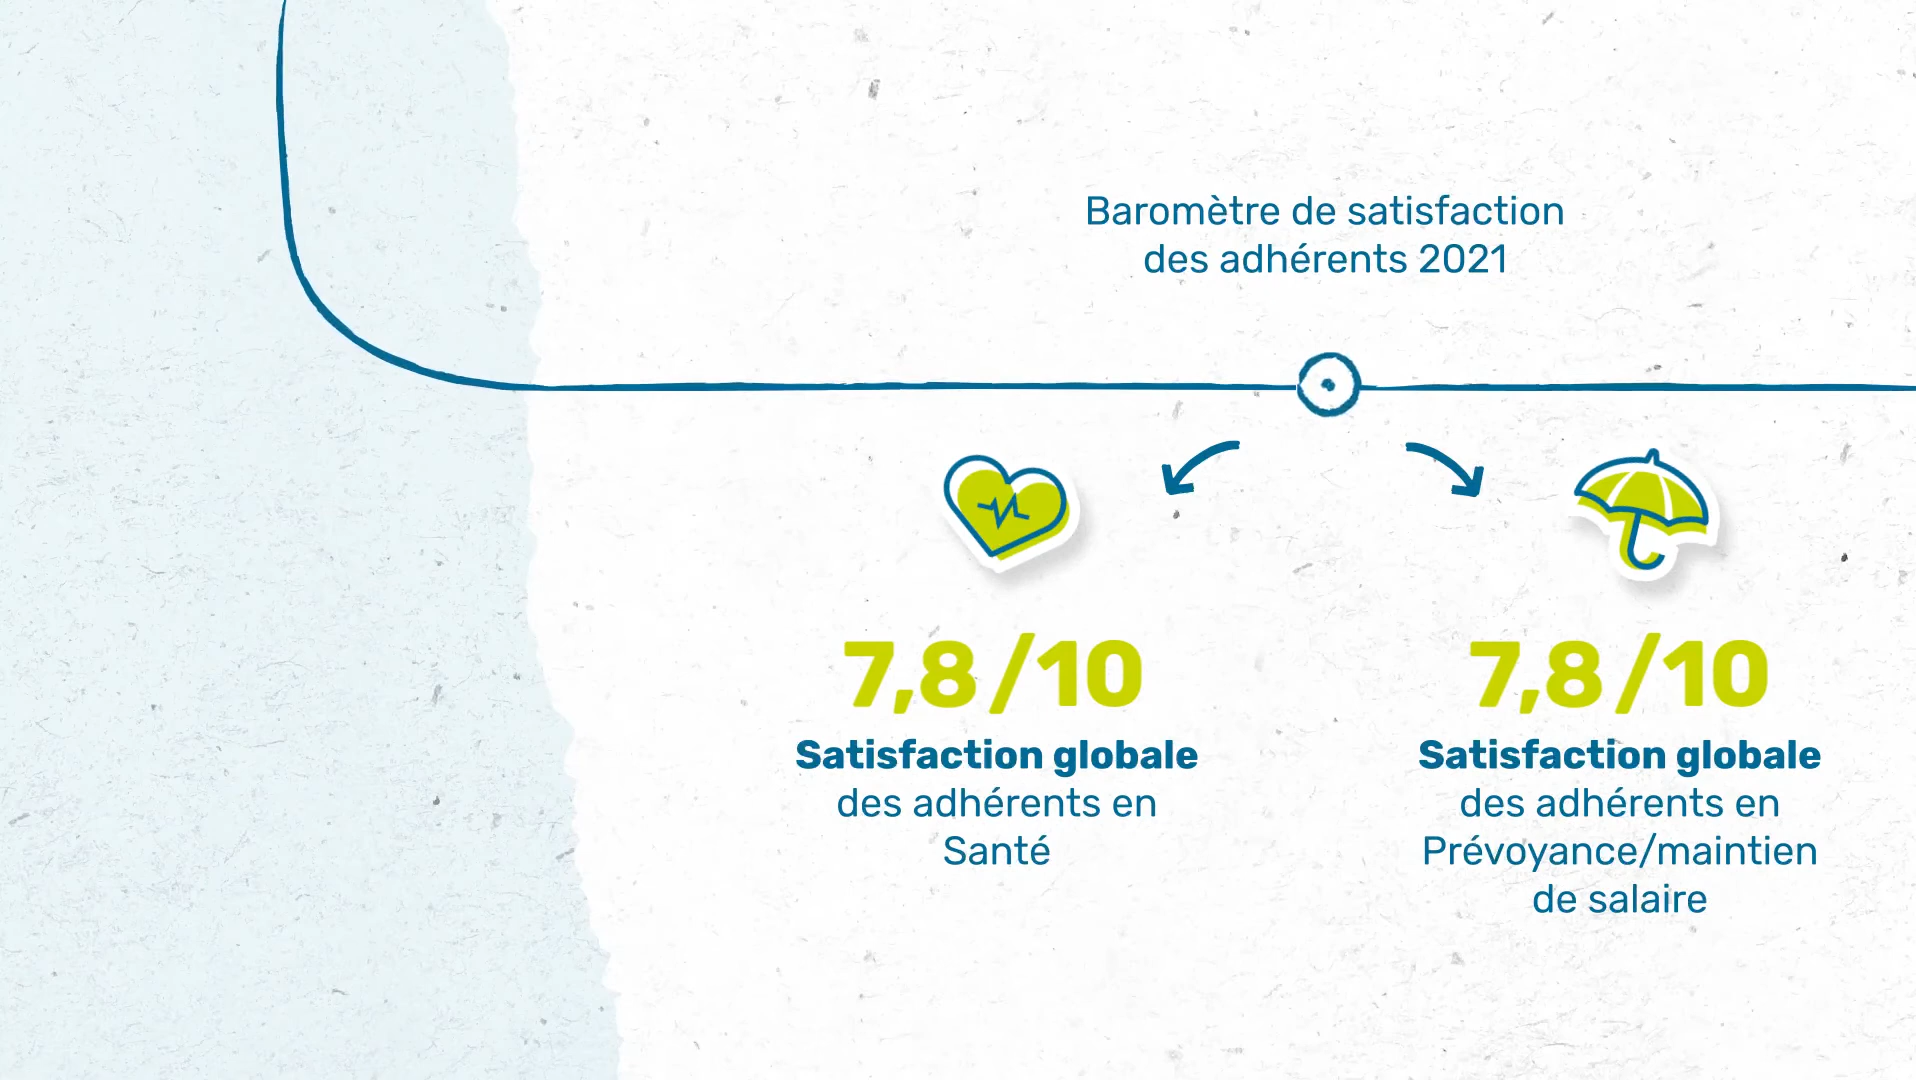 Baromètre de satisfaction
des adhérents 2021
7,8/10
Satisfaction globale
des adhérents en
Santé
7,8/10
Satisfaction globale
des adhérents en
Prévoyance/maintien
de salaire